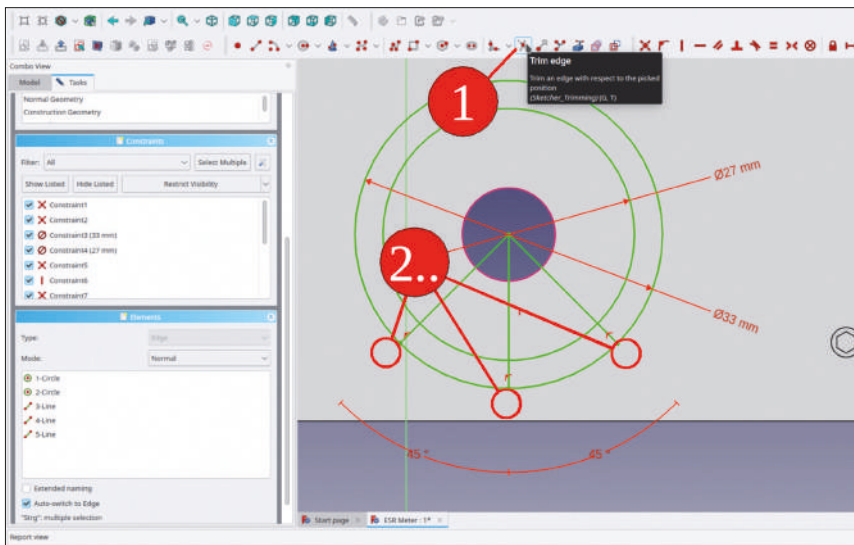 Trim edge
Trim an edge with respect to the picked
position
(Sketcher_Trimming) (G, T)
Combo View
Model
Tasks
1
Normal Geometry
Construction Geometry
Constraints
Filter:
All
Select Multiple
Show Listed
Hide Listed
Restrict Visibility
Constraint1
Constraint2
Constraint3 (33 mm)
Constraint4 (27 mm)
Constraint5
Constraint6
Constraint7
Ø27 mm
2..
Ø33 mm
Elements
Type:
Edge
Mode:
Normal
1-Circle
2-Circle
3-Line
4-Line
5-Line
45 °
45 °
Extended naming
Auto-switch to Edge
"Strg": multiple selection
Start page
ESR Meter : 1*
Report view